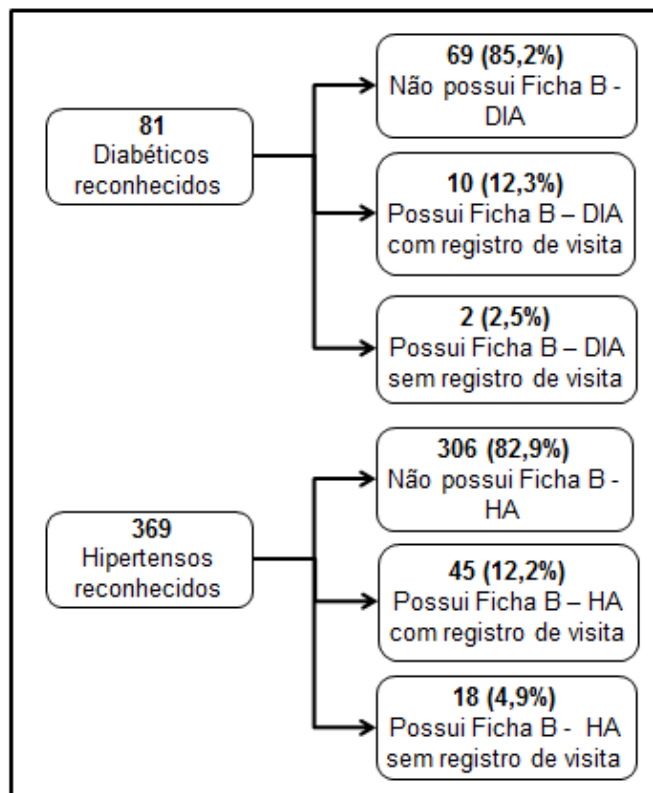 81
Diabéticos
reconhecidos
69 (85,2%)
Não possui Ficha B -
DIA
10 (12,3%)
Possui Ficha B – DIA
com registro de visita
2 (2,5%)
Possui Ficha B – DIA
sem registro de visita
369
Hipertensos
reconhecidos
306 (82,9%)
Não possui Ficha B -
HA
45 (12,2%)
Possui Ficha B – HA
com registro de visita
18 (4,9%)
Possui Ficha B - HA
sem registro de visita